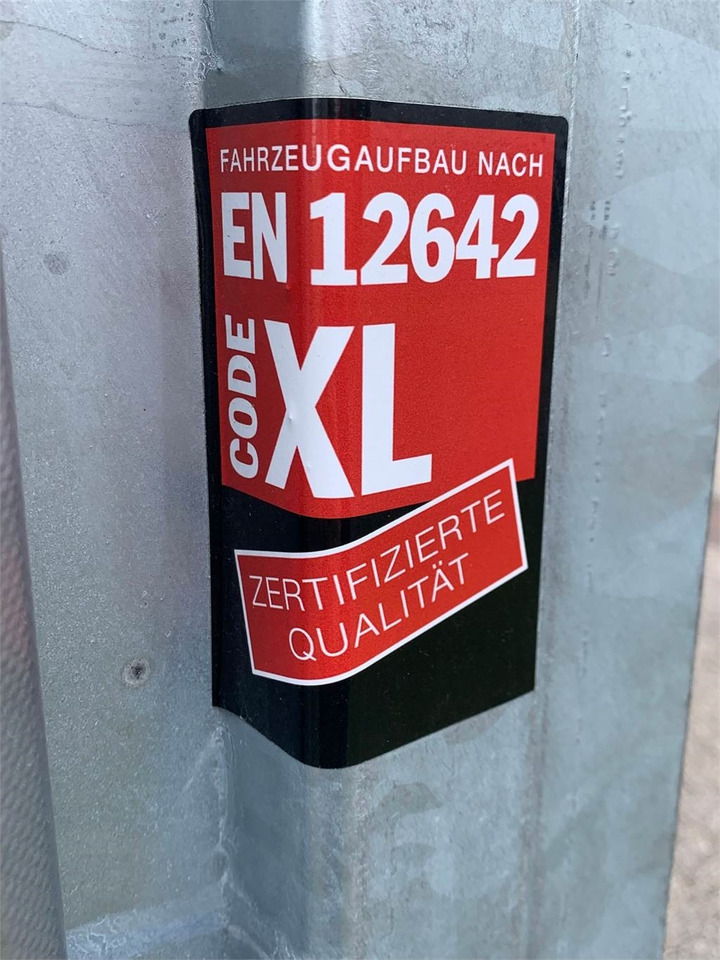 FAHRZEUGAUFBAU NACH
EN 12642
CODE
XL
ZERTIFIZIERTE
QUALITÄT